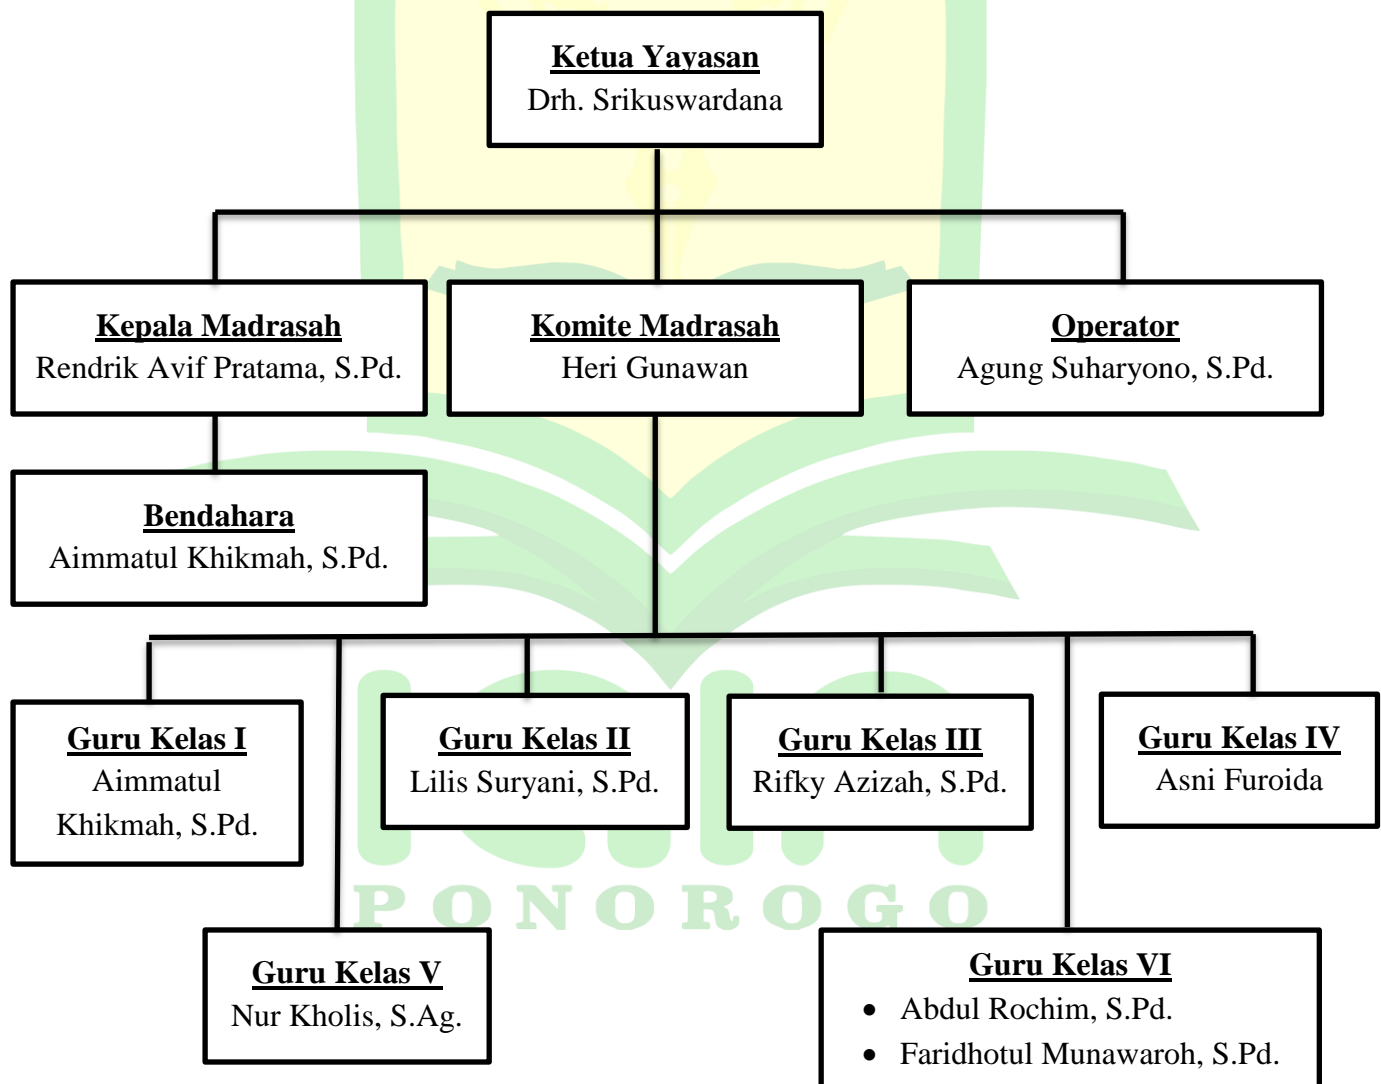 Ketua Yayasan
Drh. Srikuswardana
Kepala Madrasah
Rendrik Avif Pratama, S.Pd.
Komite Madrasah
Heri Gunawan
Operator
Agung Suharyono, S.Pd.
Bendahara
Aimmatul Khikmah, S.Pd.
Guru Kelas I
Aimmatul
Khikmah, S.Pd.
Guru Kelas II
Lilis Suryani, S.Pd.
Guru Kelas III
Rifky Azizah, S.Pd.
Guru Kelas IV
Asni Furoida
PONOROGO
Guru Kelas V
Nur Kholis, S.Ag.
Guru Kelas VI
• Abdul Rochim, S.Pd.
• Faridhotul Munawaroh, S.Pd.